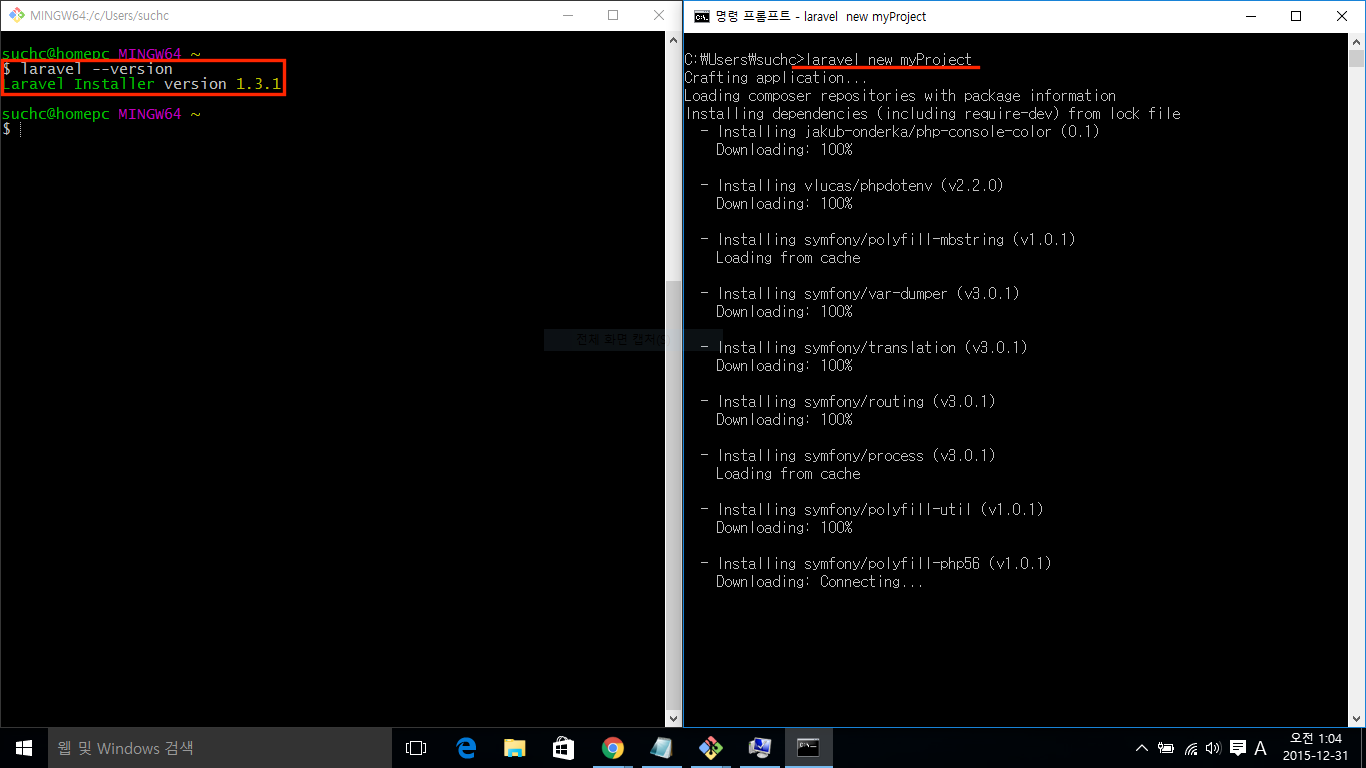 MINGW64:/c/Users/suchc
suchc@homepc MINGW64 ~
$ laravel --version
Laravel Installer version 1.3.1
suchc@homepc MINGW64 ~
$
명령 프롬프트 - laravel  new myProject
C:\Users\suchc>laravel new myProject
Crafting application...
Loading composer repositories with package information
Installing dependencies (including require-dev) from lock file
- Installing jakub-onderka/php-console-color (0.1)
Downloading: 100%
- Installing vlucas/phpdotenv (v2.2.0)
Downloading: 100%
- Installing symfony/polyfill-mbstring (v1.0.1)
Loading from cache
- Installing symfony/var-dumper (v3.0.1)
Downloading: 100%
- Installing symfony/translation (v3.0.1)
Downloading: 100%
- Installing symfony/routing (v3.0.1)
Downloading: 100%
- Installing symfony/process (v3.0.1)
Loading from cache
- Installing symfony/polyfill-util (v1.0.1)
Downloading: 100%
- Installing symfony/polyfill-php56 (v1.0.1)
Downloading: Connecting...
전체 화면 캡처
웹 및 Windows 검색
A
오전 1:04
2015-12-31